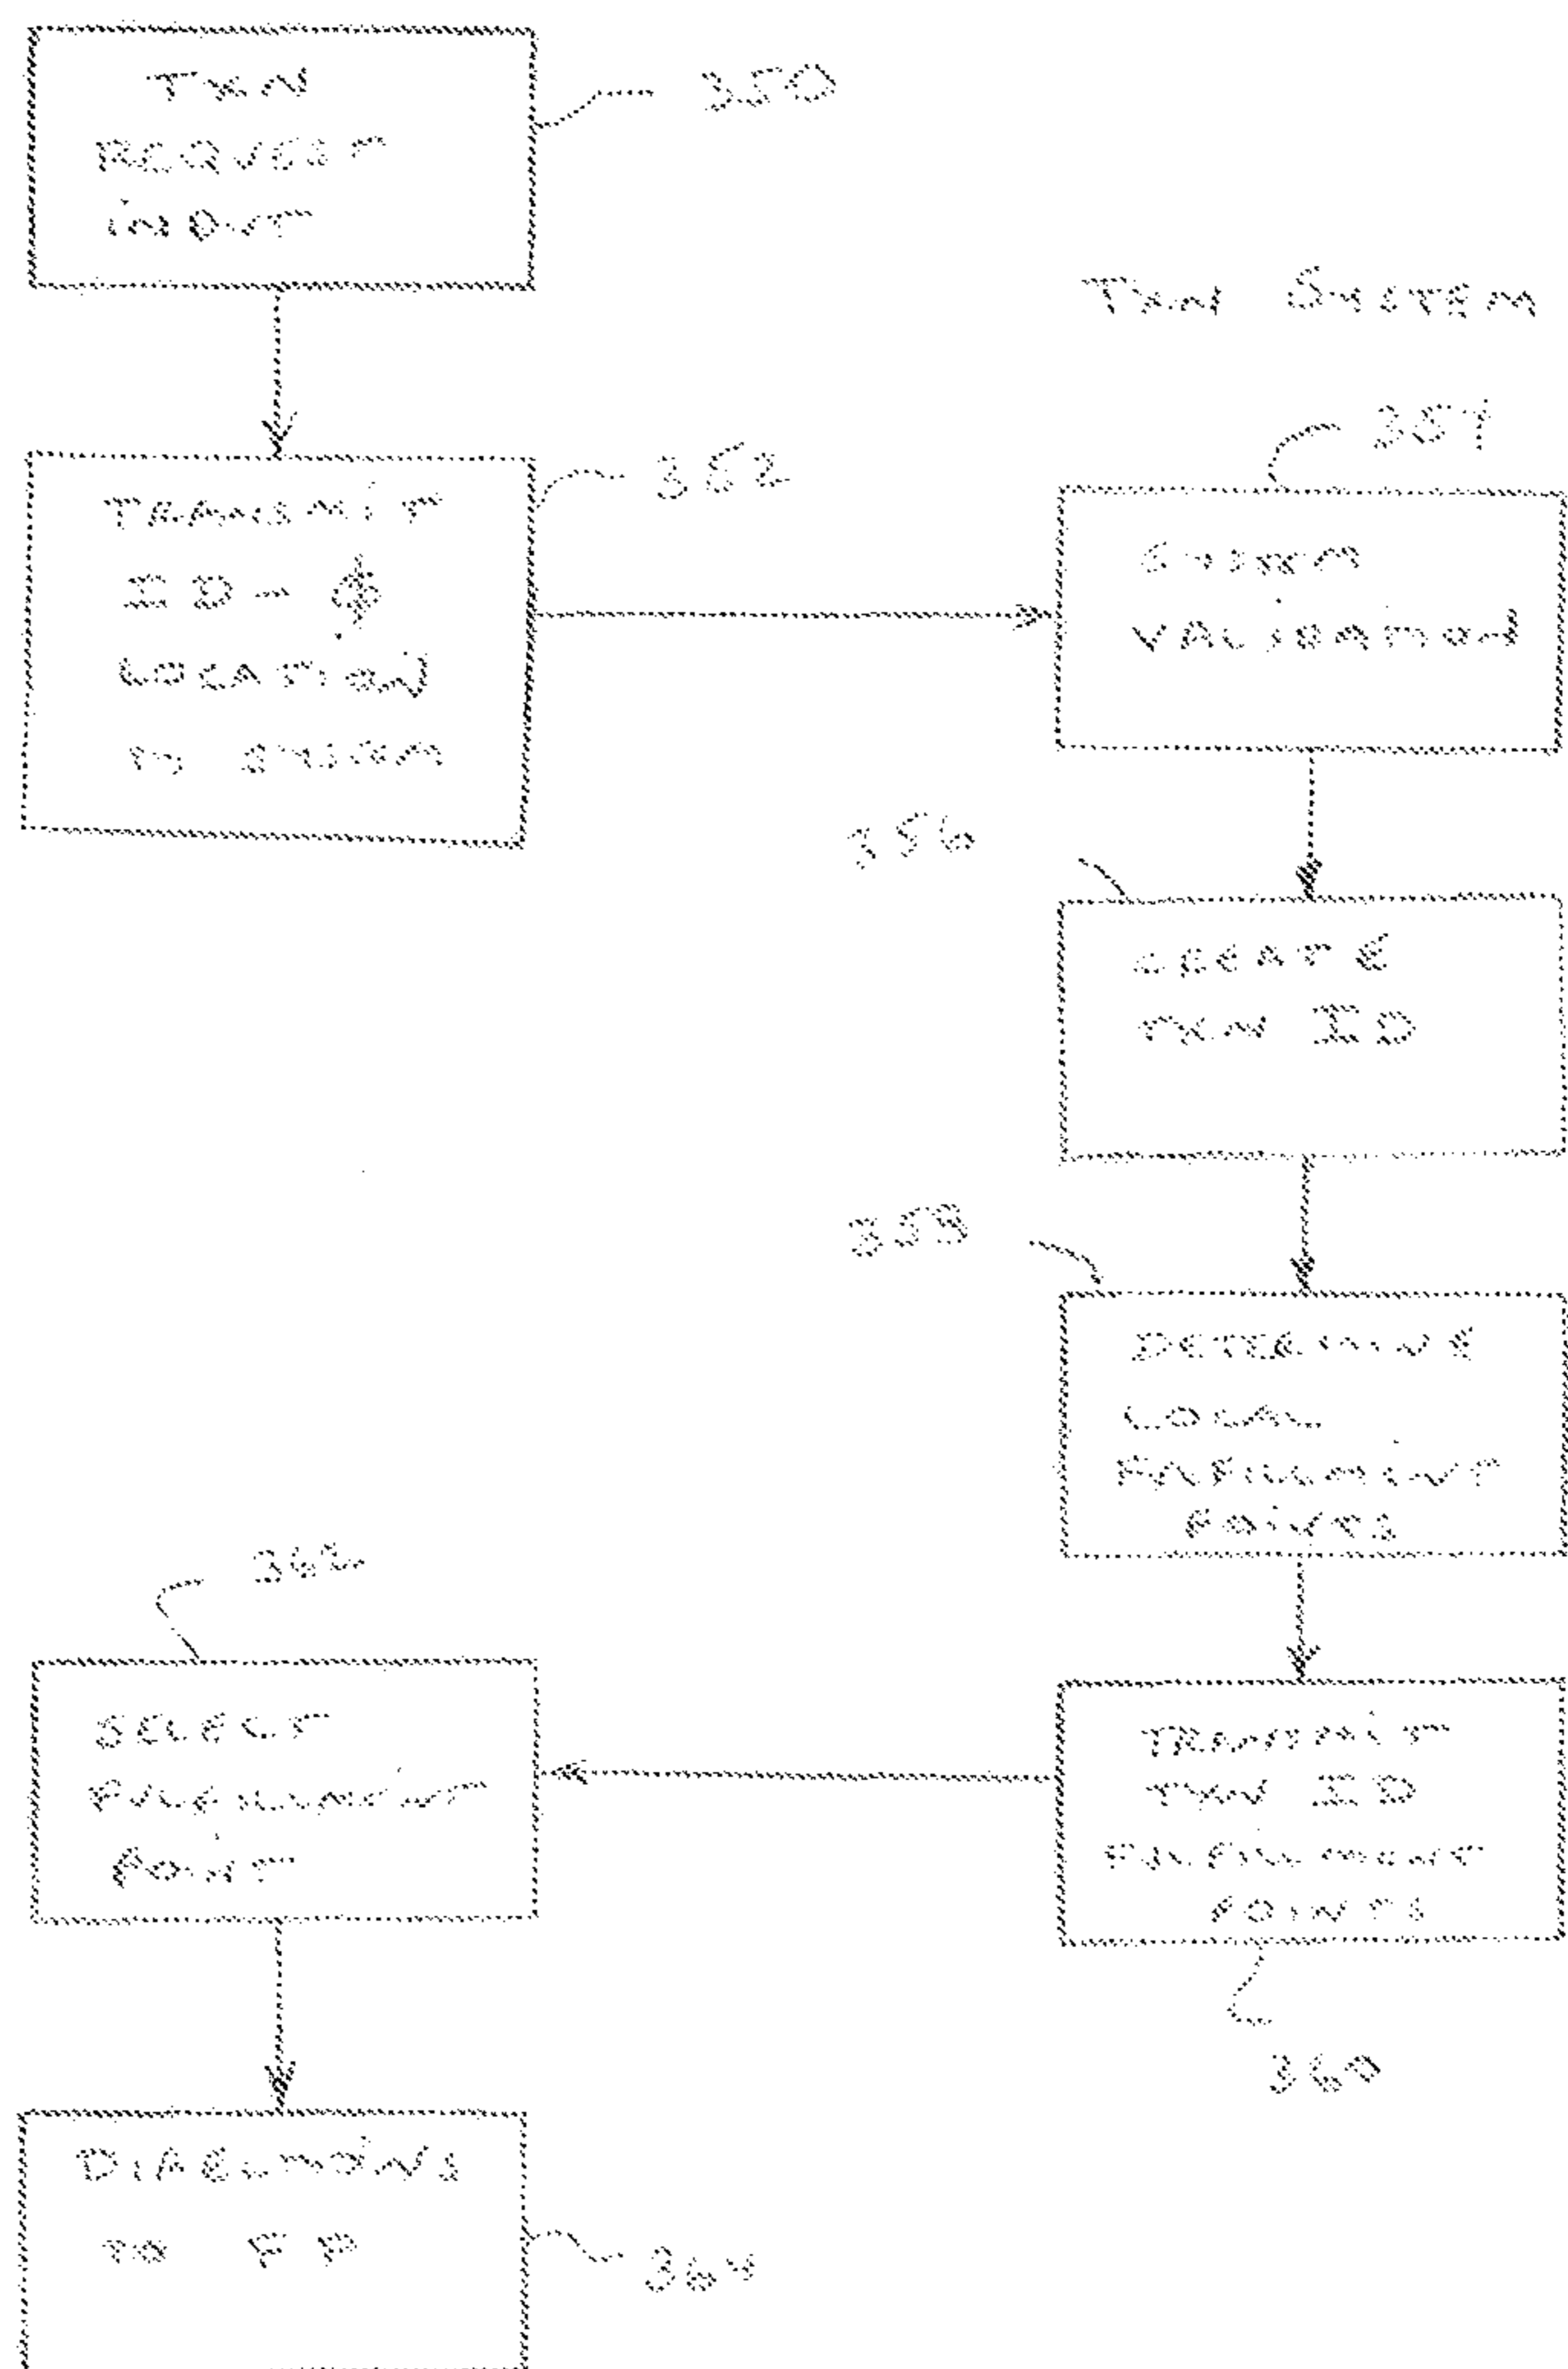 TXN
REQUEST
INPUT
350
TXN SYSTEM
TRANSMIT
ID - $
LOCATION
TO SYSTEM
352
354
SYSTEM
VALIDATION
356
CREATE
TXN ID
358
DETERMINE
LOCAL
FULFILLMENT
POINTS
TRANSMIT
TXN ID
FULFILLMENT
POINTS
360
362
SELECT
FULFILLMENT
POINT
TO FP
364